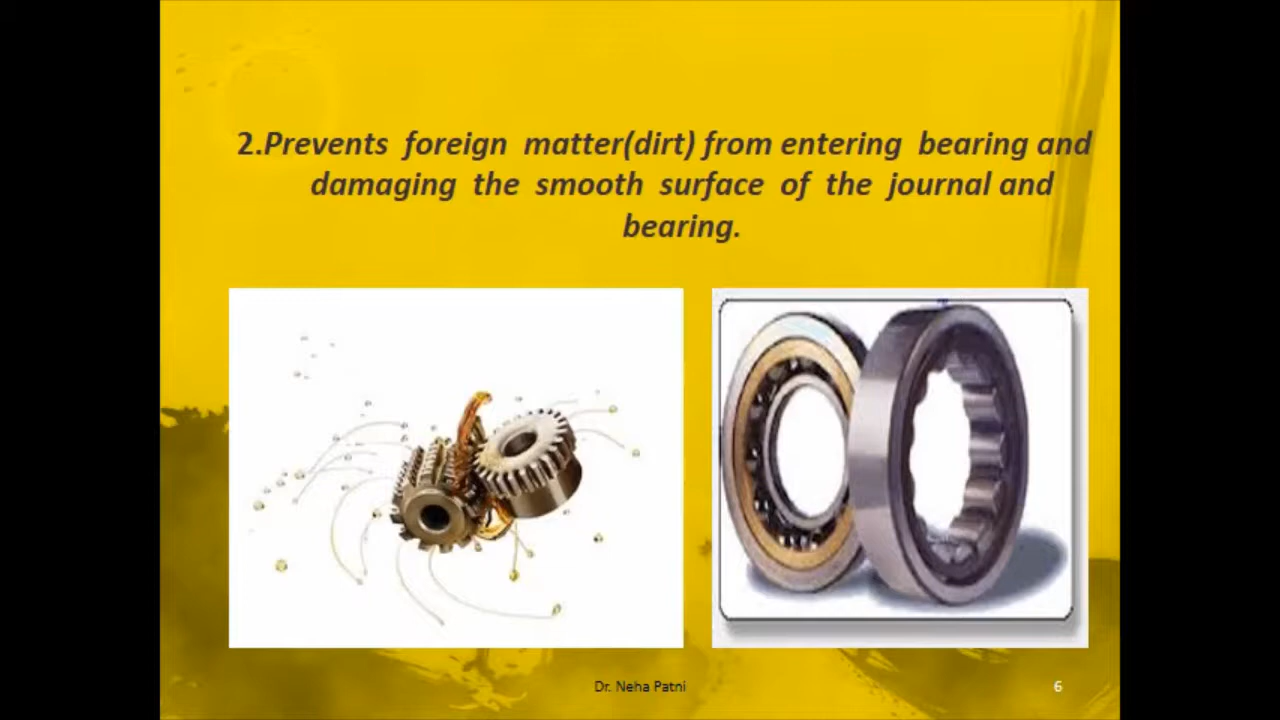 2.Prevents foreign matter(dirt) from entering bearing and
damaging the smooth surface of the journal and
bearing.
Dr. Neha Patni
6